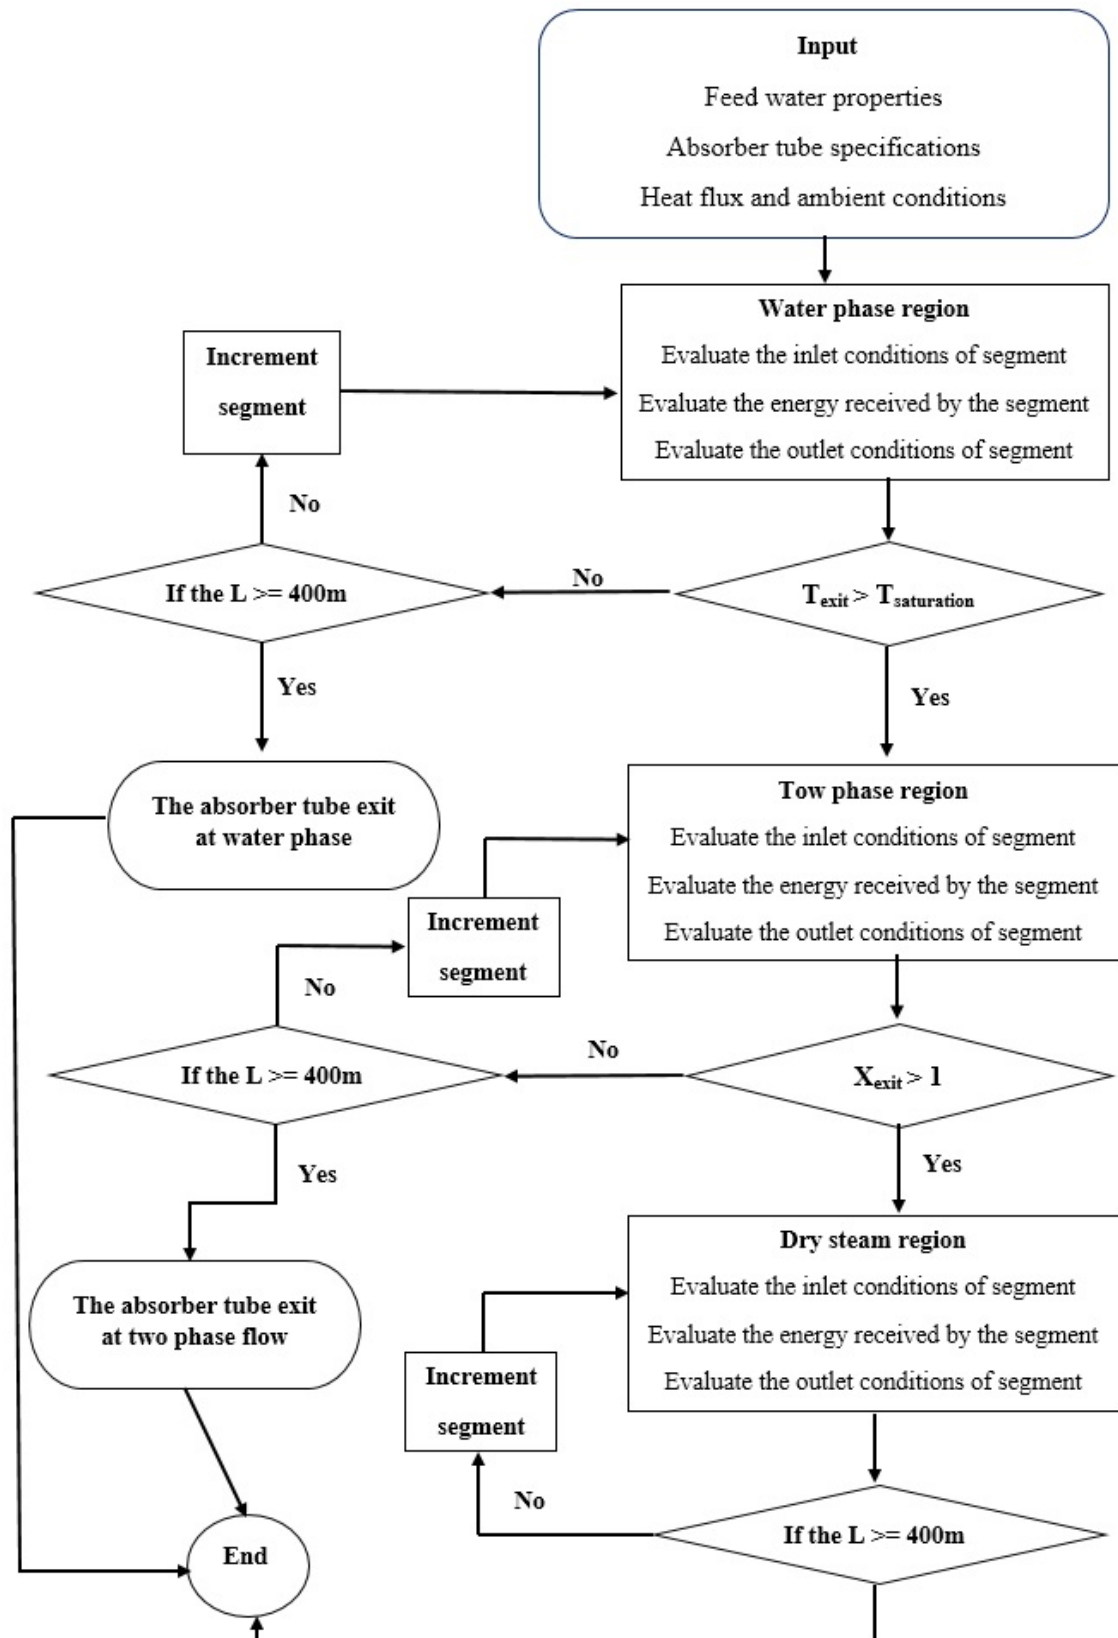 Input
Feed water properties
Absorber tube specifications
Heat flux and ambient conditions
Water phase region
Evaluate the inlet conditions of segment
Evaluate the energy received by the segment
Evaluate the outlet conditions of segment
Increment
segment
No
If the L >= 400m
No
T_exit > T_saturation
Yes
Yes
The absorber tube exit
at water phase
Tow phase region
Evaluate the inlet conditions of segment
Evaluate the energy received by the segment
Evaluate the outlet conditions of segment
Increment
segment
No
If the L >= 400m
No
X_exit > 1
Yes
Yes
The absorber tube exit
at two phase flow
Dry steam region
Evaluate the inlet conditions of segment
Evaluate the energy received by the segment
Evaluate the outlet conditions of segment
Increment
segment
No
If the L >= 400m
End